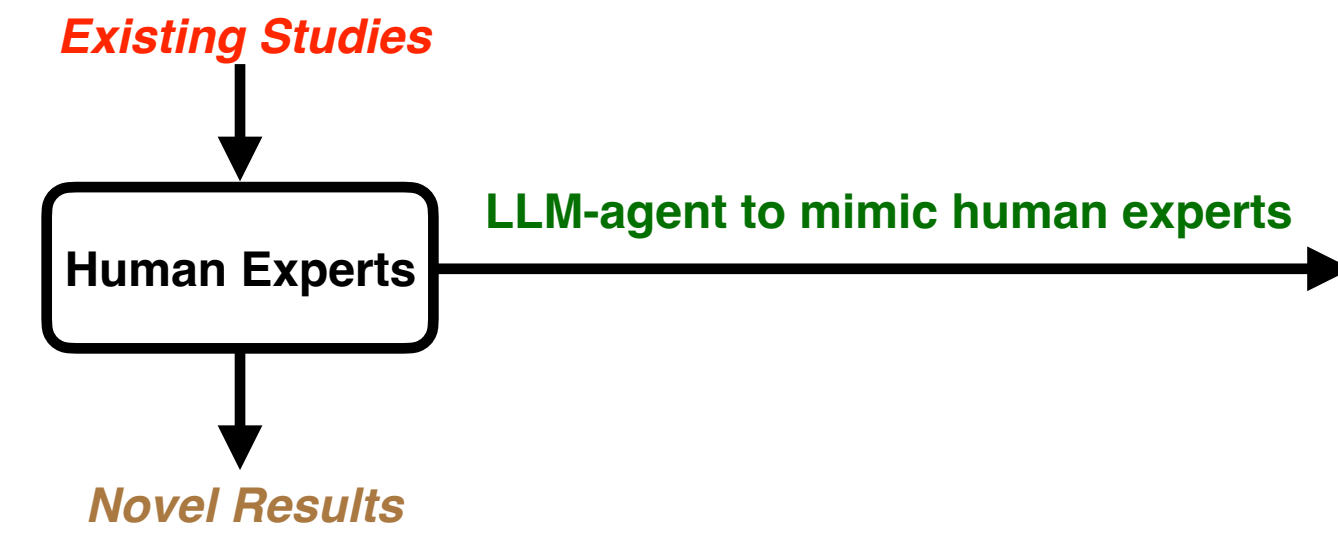 Existing Studies
LLM-agent to mimic human experts
Human Experts
Novel Results